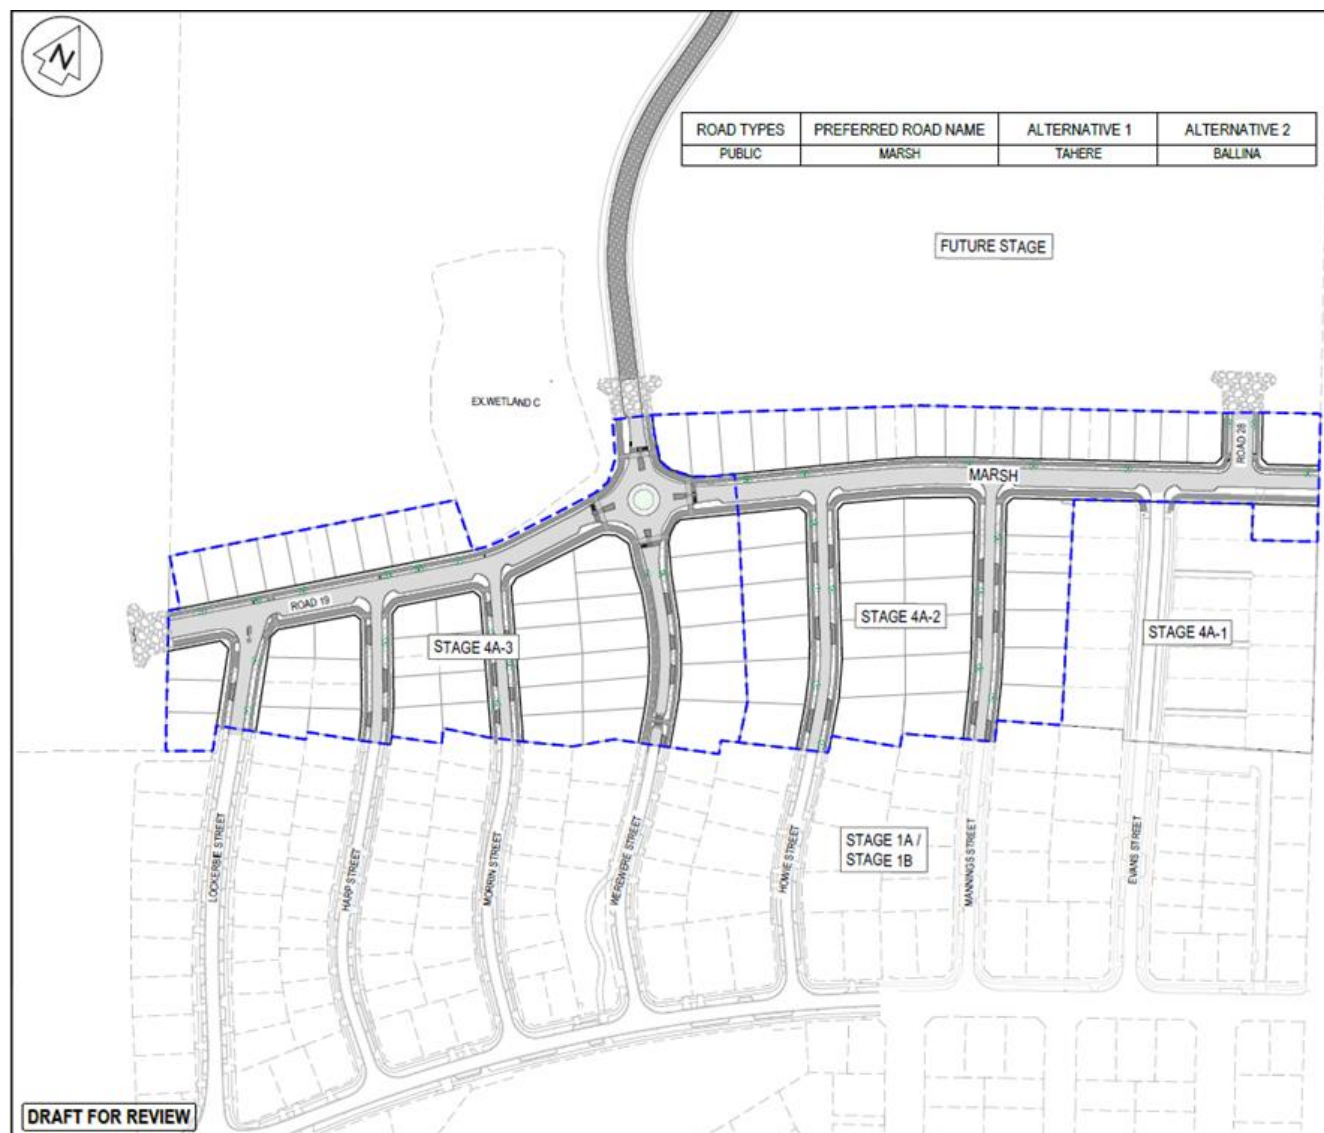 N
ROAD TYPES PREFERRED ROAD NAME ALTERNATIVE 1 ALTERNATIVE 2
PUBLIC MARSH TAHERE BALLINA
FUTURE STAGE
EX.WETLAND C
ROAD 28
MARSH
ROAD 19
STAGE 4A-3
STAGE 4A-2
STAGE 4A-1
LOCKERBIE STREET
HARP STREET
MORRIN STREET
WEREWERE STREET
HOWIE STREET
STAGE 1A /
STAGE 1B
MANNINGS STREET
EVANS STREET
DRAFT FOR REVIEW